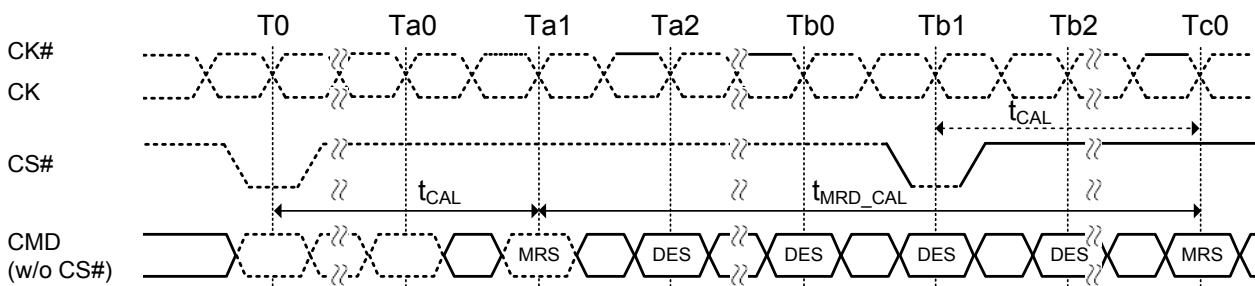 T0 Ta0 Ta1 Ta2 Tb0 Tb1 Tb2 Tc0
CK#
CK
tCAL
CS#
tCAL tMRD_CAL
CMD
(w/o CS#)
MRS DES DES DES DES MRS